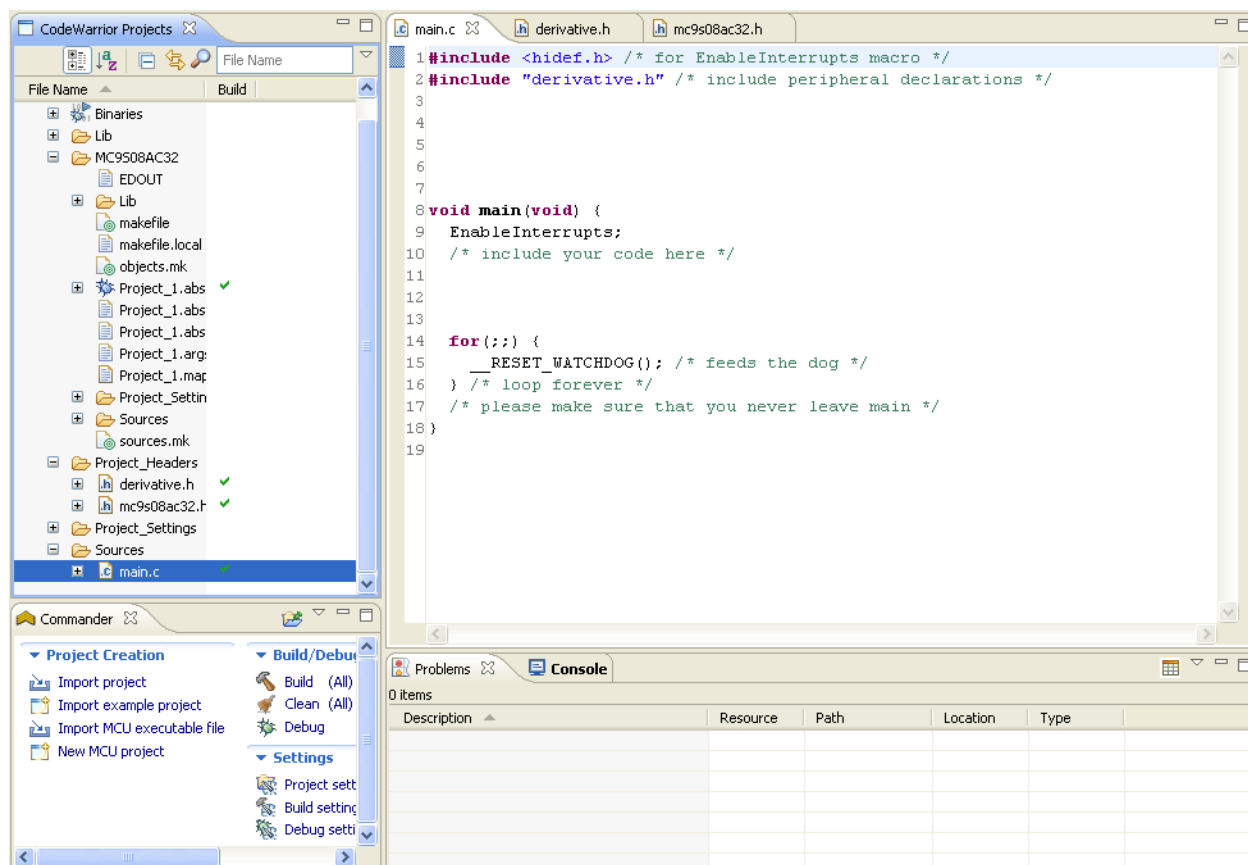 CodeWarrior Projects
File Name
File Name Build
Binaries
Lib
MC9S08AC32
EDOUT
Lib
makefile
makefile.local
objects.mk
Project_1.abs
Project_1.abs
Project_1.abs
Project_1.args
Project_1.map
Project_Settin
Sources
sources.mk
Project_Headers
derivative.h
mc9s08ac32.h
Project_Settings
Sources
main.c
Commander
Project Creation
Import project
Import example project
Import MCU executable file
New MCU project
Build/Debug
Build (All)
Clean (All)
Debug
Settings
Project sett
Build setting
Debug setti
main.c derivative.h mc9s08ac32.h
1 #include <hidef.h> /* for EnableInterrupts macro */
2 #include "derivative.h" /* include peripheral declarations */
3
4
5
6
7
8 void main(void) {
9 EnableInterrupts;
10 /* include your code here */
11
12
13
14 for(;;) {
15 __RESET_WATCHDOG(); /* feeds the dog */
16 } /* loop forever */
17 /* please make sure that you never leave main */
18 }
19
Problems Console
0 items
Description Resource Path Location Type